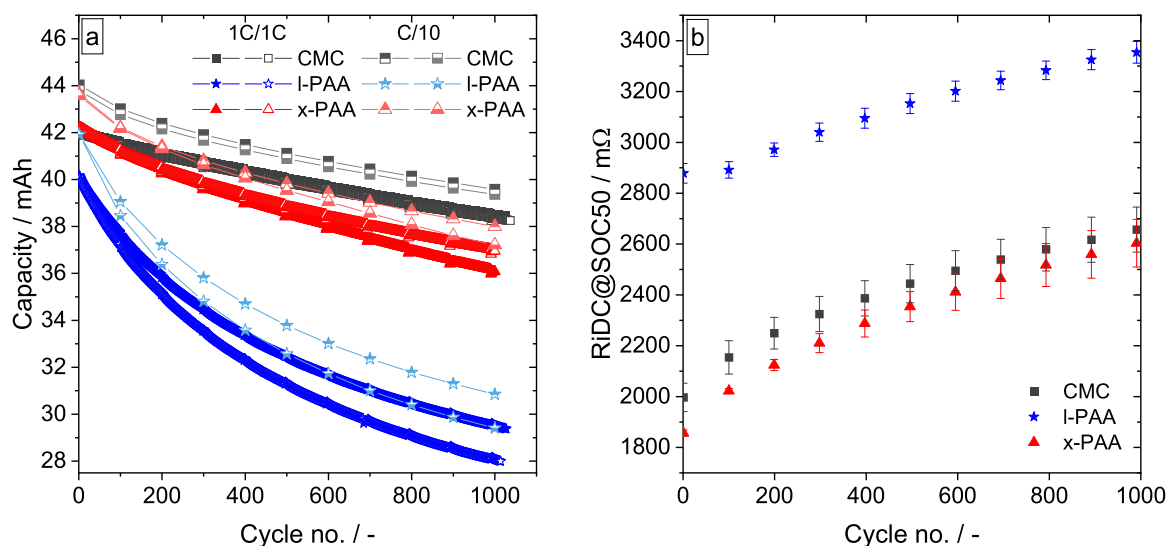 a
1C/1C C/10
CMC CMC
l-PAA l-PAA
x-PAA x-PAA
Capacity / mAh
46
44
42
40
38
36
34
32
30
28
0 200 400 600 800 1000
Cycle no. / -
b
RiDC@SOC50 / mΩ
3400
3200
3000
2800
2600
2400
2200
2000
1800
CMC
l-PAA
x-PAA
0 200 400 600 800 1000
Cycle no. / -